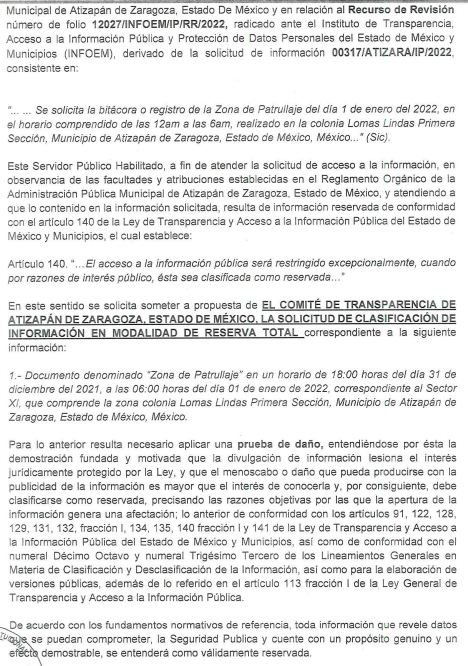 Municipal de Atizapán de Zaragoza, Estado De México y en relación al Recurso de Revisión
número de folio 12027/INFOEM/IP/RR/2022, radicado ante el Instituto de Transparencia,
Acceso a la Información Pública y Protección de Datos Personales del Estado de México y
Municipios (INFOEM), derivado de la solicitud de información 00317/ATIZARA/IP/2022,
consistente en:
"... ... Se solicita la bitácora o registro de la Zona de Patrullaje del día 1 de enero del 2022, en
el horario comprendido de las 12am a las 6am, realizado en la colonia Lomas Lindas Primera
Sección, Municipio de Atizapán de Zaragoza, Estado de México, México..." (Sic).
Este Servidor Público Habilitado, a fin de atender la solicitud de acceso a la información, en
observancia de las facultades y atribuciones establecidas en el Reglamento Orgánico de la
Administración Pública Municipal de Atizapán de Zaragoza, Estado de México, y atendiendo a
que lo contenido en la información solicitada, resulta de información reservada de conformidad
con el artículo 140 de la Ley de Transparencia y Acceso a la Información Pública del Estado de
México y Municipios, el cual establece:
Artículo 140. "...El acceso a la información pública será restringido excepcionalmente, cuando
por razones de interés público, ésta sea clasificada como reservada..."
En este sentido se solicita someter a propuesta de EL COMITÉ DE TRANSPARENCIA DE
ATIZAPÁN DE ZARAGOZA, ESTADO DE MÉXICO, LA SOLICITUD DE CLASIFICACIÓN DE
INFORMACIÓN EN MODALIDAD DE RESERVA TOTAL correspondiente a la siguiente
información:
1.- Documento denominado "Zona de Patrullaje" en un horario de 18:00 horas del día 31 de
diciembre del 2021, a las 06:00 horas del día 01 de enero de 2022, correspondiente al Sector
XI, que comprende la zona colonia Lomas Lindas Primera Sección, Municipio de Atizapán de
Zaragoza, Estado de México, México.
Para lo anterior resulta necesario aplicar una prueba de daño, entendiéndose por ésta la
demostración fundada y motivada que la divulgación de información lesiona el interés
jurídicamente protegido por la Ley, y que el menoscabo o daño que pueda producirse con la
publicidad de la información es mayor que el interés de conocerla y, por consiguiente, debe
clasificarse como reservada, precisando las razones objetivas por las que la apertura de la
información genera una afectación; lo anterior de conformidad con los artículos 91, 122, 128,
129, 131, 132, fracción I, 134, 135, 140 fracción I y 141 de la Ley de Transparencia y Acceso a
la Información Pública del Estado de México y Municipios, así como de conformidad con el
numeral Décimo Octavo y numeral Trigésimo Tercero de los Lineamientos Generales en
Materia de Clasificación y Desclasificación de la Información, así como para la elaboración de
versiones públicas, además de lo referido en el artículo 113 fracción I de la Ley General de
Transparencia y Acceso a la Información Pública.
De acuerdo con los fundamentos normativos de referencia, toda información que revele datos
que se puedan comprometer, la Seguridad Publica y cuente con un propósito genuino y un
efecto demostrable, se entenderá como válidamente reservada.